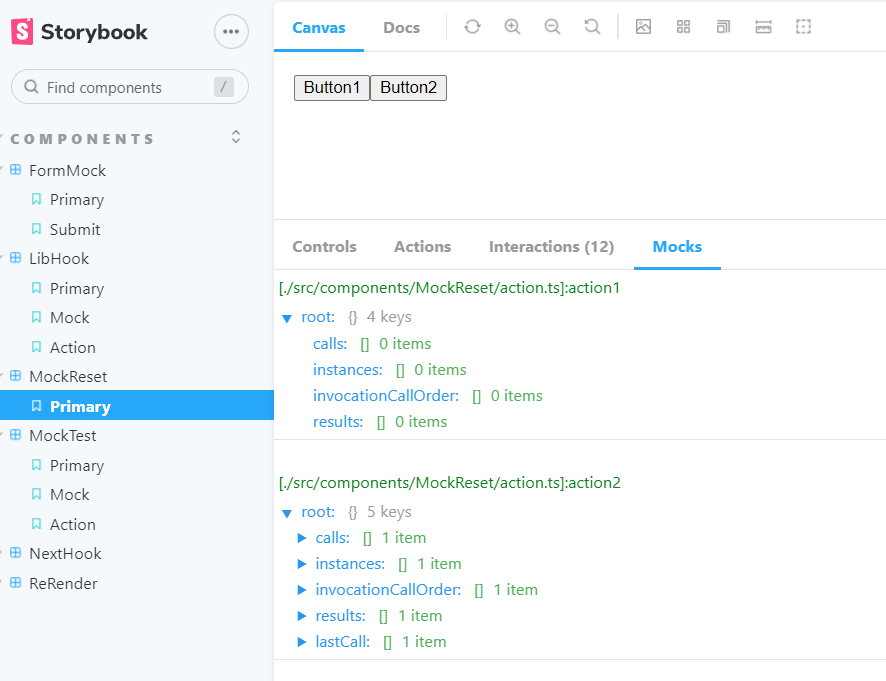 Storybook
Find components
/
COMPONENTS
FormMock
Primary
Submit
LibHook
Primary
Mock
Action
MockReset
Primary
MockTest
Primary
Mock
Action
NextHook
ReRender
Canvas Docs
Button1 Button2
Controls Actions Interactions (12) Mocks
[./src/components/MockReset/action.ts]:action1
root: {} 4 keys
calls: [] 0 items
instances: [] 0 items
invocationCallOrder: [] 0 items
results: [] 0 items
[./src/components/MockReset/action.ts]:action2
root: {} 5 keys
calls: [] 1 item
instances: [] 1 item
invocationCallOrder: [] 1 item
results: [] 1 item
lastCall: [] 1 item